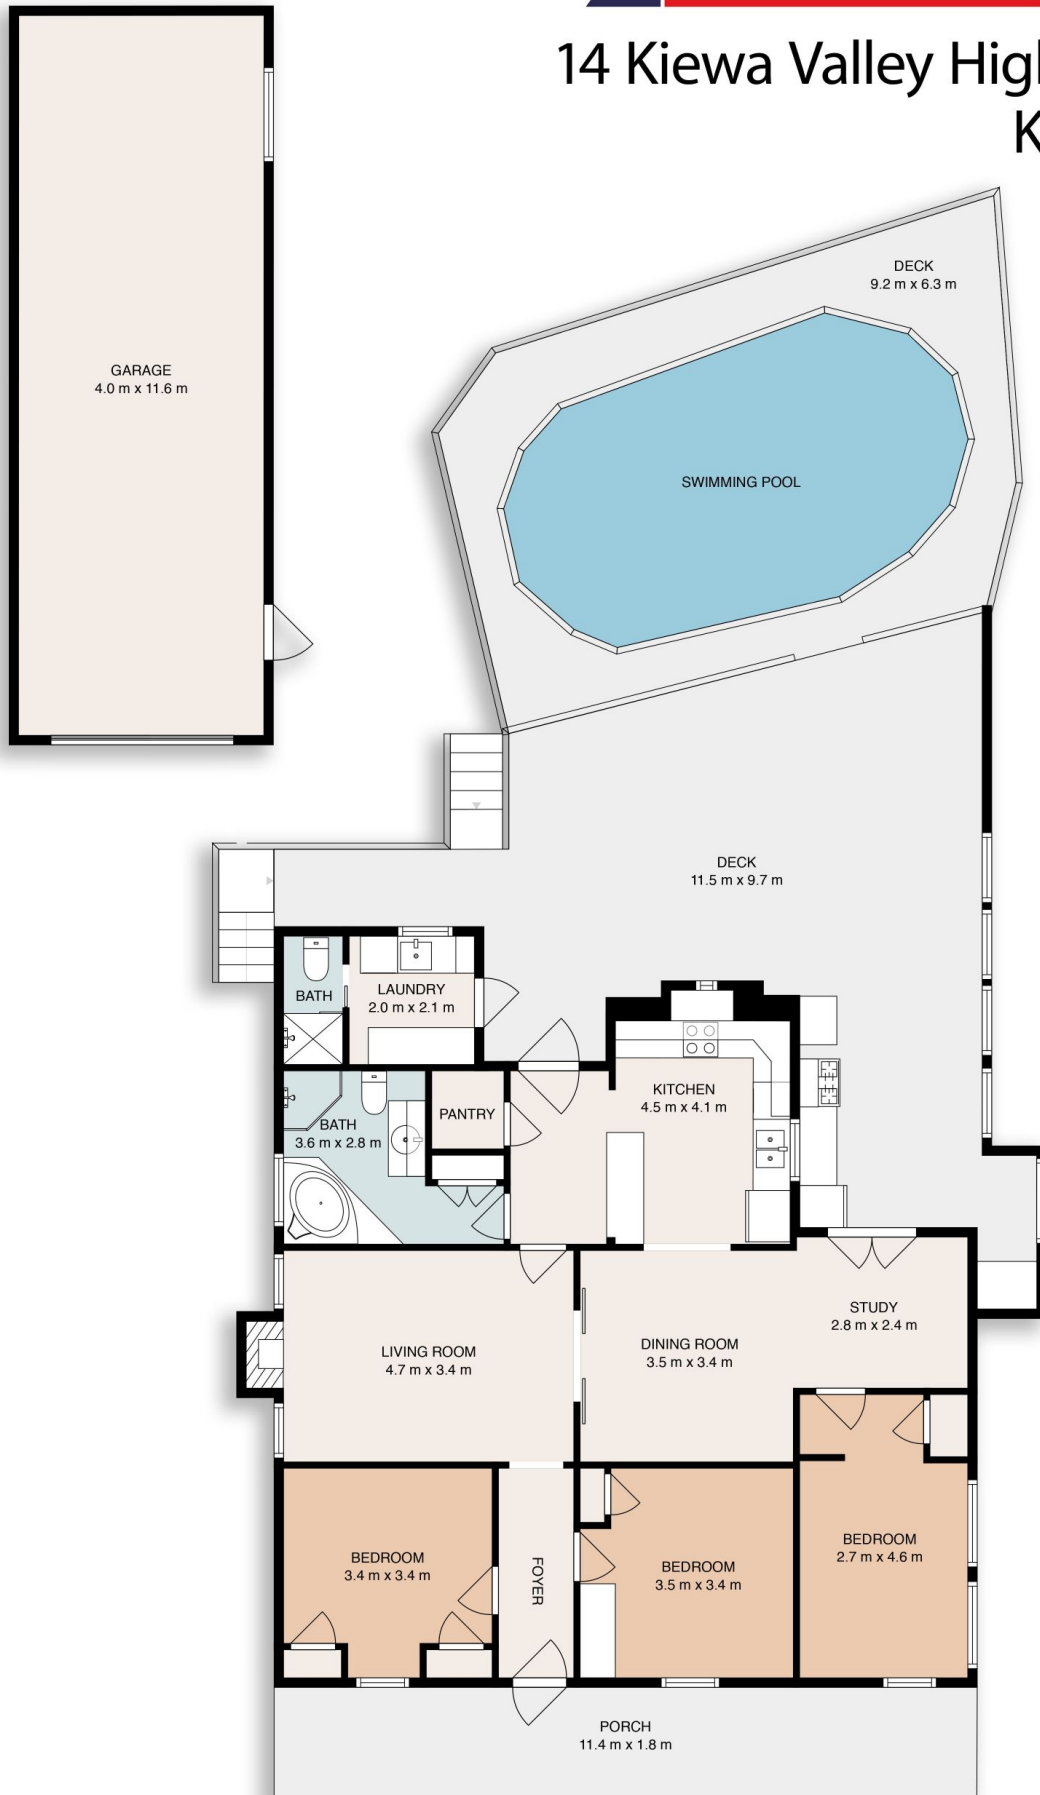 14 Kiewa Valley
DECK
9.2 m x 6.3 m
GARAGE
4.0 m x 11.6 m
SWIMMING POOL
DECK
11.5 m x 9.7 m
BATH
LAUNDRY
2.0 m x 2.1 m
KITCHEN
4.5 m x 4.1 m
PANTRY
BATH
3.6 m x 2.8 m
STUDY
2.8 m x 2.4 m
LIVING ROOM
4.7 m x 3.4 m
DINING ROOM
3.5 m x 3.4 m
BEDROOM
3.4 m x 3.4 m
FOYER
BEDROOM
3.5 m x 3.4 m
BEDROOM
2.7 m x 4.6 m
PORCH
11.4 m x 1.8 m